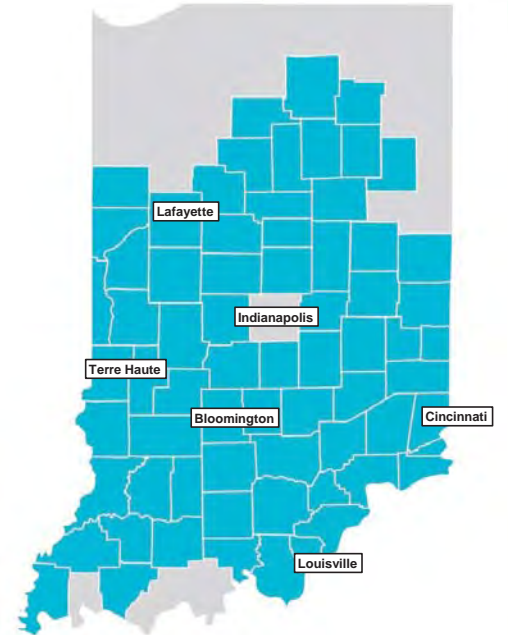 Lafayette
Indianapolis
Terre Haute
Bloomington
Cincinnati
Louisville